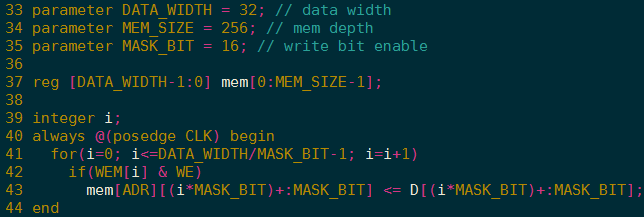 33 parameter DATA_WIDTH = 32; // data width
34 parameter MEM_SIZE = 256; // mem depth
35 parameter MASK_BIT = 16; // write bit enable
36
37 reg [DATA_WIDTH-1:0] mem[0:MEM_SIZE-1];
38
39 integer i;
40 always @(posedge CLK) begin
41   for(i=0; i<=DATA_WIDTH/MASK_BIT-1; i=i+1)
42     if(WEM[i] & WE)
43       mem[ADR][(i*MASK_BIT)+:MASK_BIT] <= D[(i*MASK_BIT)+:MASK_BIT];
44 end